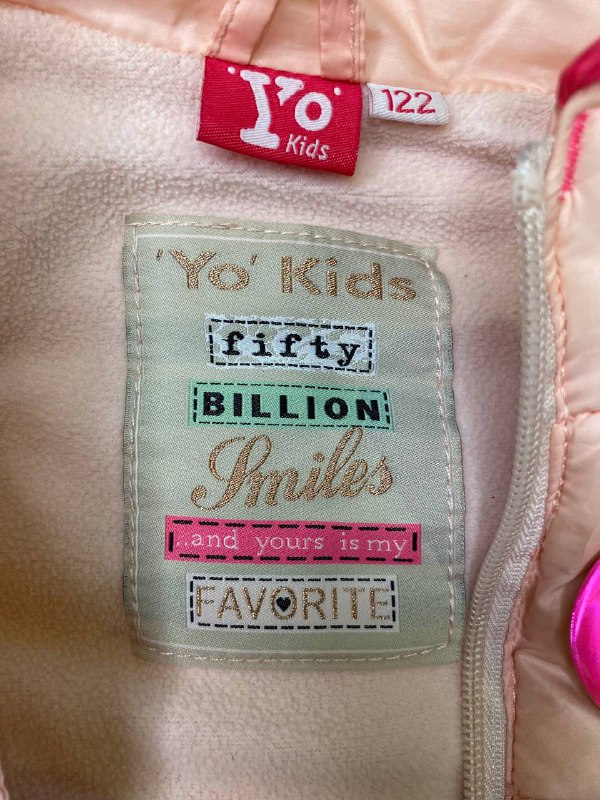 'Yo'
Kids
122
'Yo' Kids
fifty
BILLION
Smiles
...and yours is my
FAVORITE